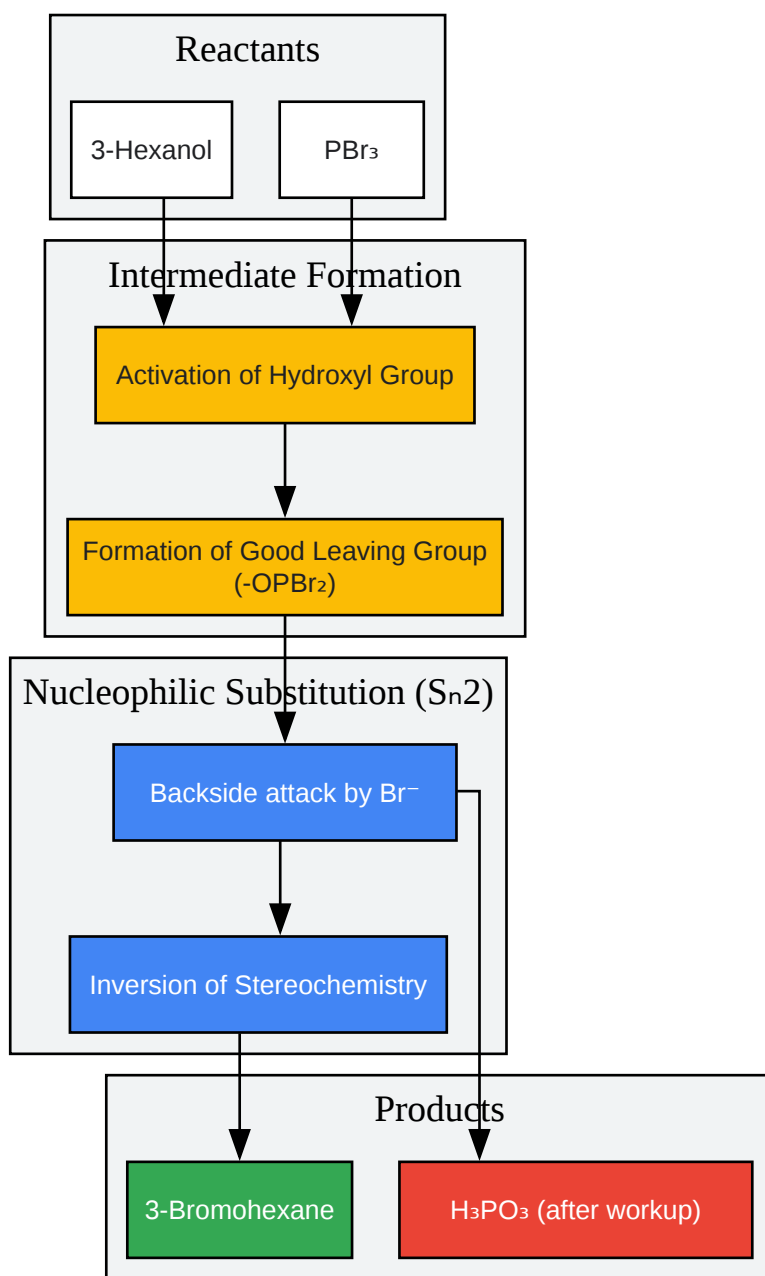 Reactants
3-Hexanol
PBr₃
Intermediate Formation
Activation of Hydroxyl Group
Formation of Good Leaving Group
(-OPBr₂)
Nucleophilic Substitution (Sₙ2)
Backside attack by Br⁻
Inversion of Stereochemistry
Products
3-Bromohexane
H₃PO₃ (after workup)